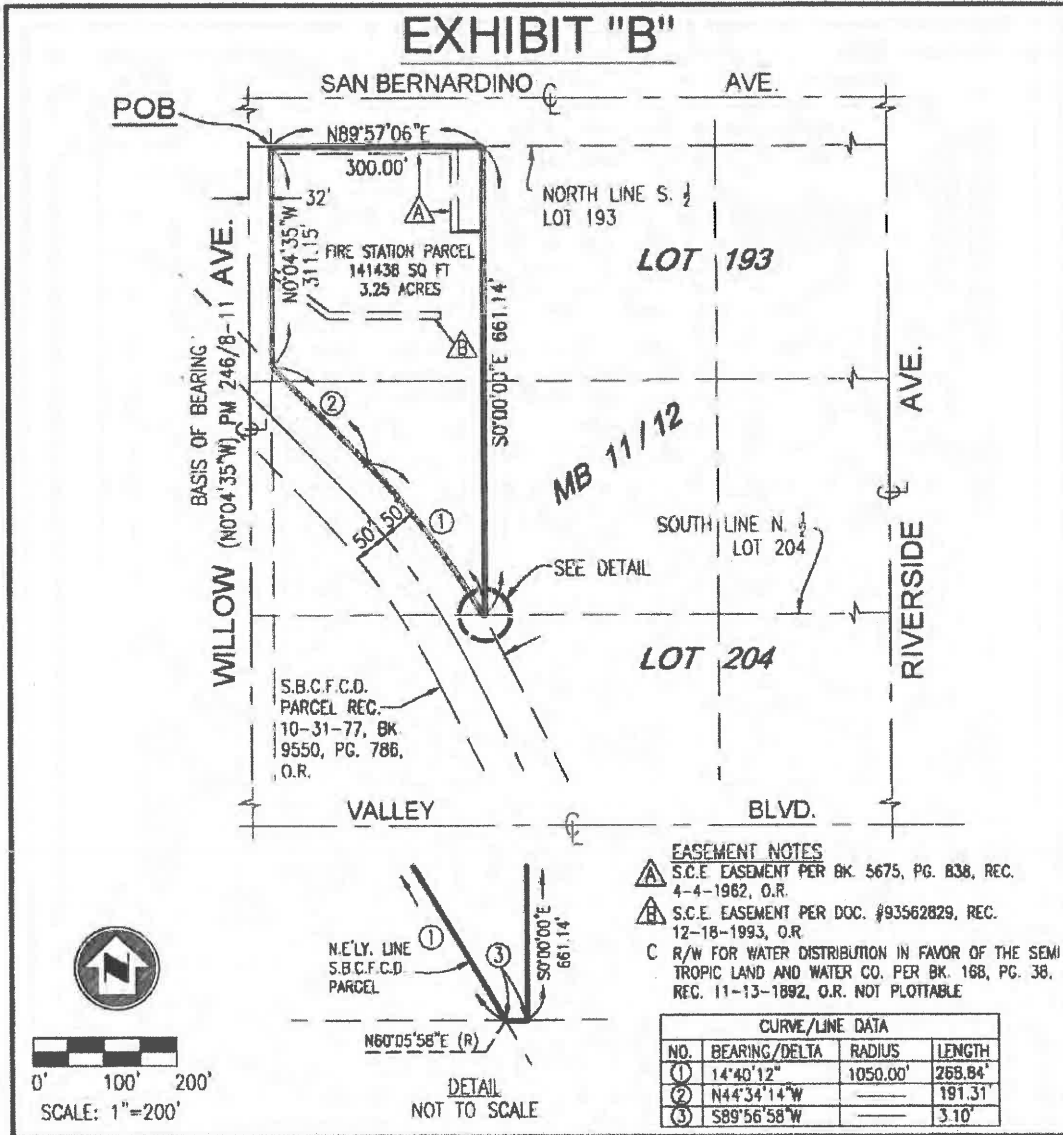 EXHIBIT "B"
SAN BERNARDINO AVE.
POB
N89°57'06"E
300.00'
32'
NORTH LINE S. ½
LOT 193
N0°04'35"W
311.15'
FIRE STATION PARCEL
141438 SQ FT
3.25 ACRES
A
B
LOT 193
WILLOW AVE.
BASIS OF BEARING
(N0°04'35"W) PM 246/8-11
S0°00'00"E 661.14'
2
1
50' 50'
MB 11/12
RIVERSIDE AVE.
SOUTH LINE N. ½
LOT 204
SEE DETAIL
LOT 204
S.B.C.F.C.D.
PARCEL REC.
10-31-77, BK.
9550, PG. 786,
O.R.
VALLEY BLVD.
EASEMENT NOTES
A S.C.E. EASEMENT PER BK. 5675, PG. 838, REC.
4-4-1962, O.R.
B S.C.E. EASEMENT PER DOC. #93562829, REC.
12-18-1993, O.R.
C R/W FOR WATER DISTRIBUTION IN FAVOR OF THE SEMI
TROPIC LAND AND WATER CO. PER BK. 168, PG. 38,
REC. 11-13-1892, O.R. NOT PLOTTABLE
N
0' 100' 200'
SCALE: 1"=200'
1
3
S0°00'00"E
661.14'
N.E'LY. LINE
S.B.C.F.C.D.
PARCEL
N60°05'58"E (R)
DETAIL
NOT TO SCALE
CURVE/LINE DATA
NO. BEARING/DELTA RADIUS LENGTH
1 14°40'12" 1050.00' 268.84'
2 N44°34'14"W 191.31'
3 S89°56'58"W 3.10'